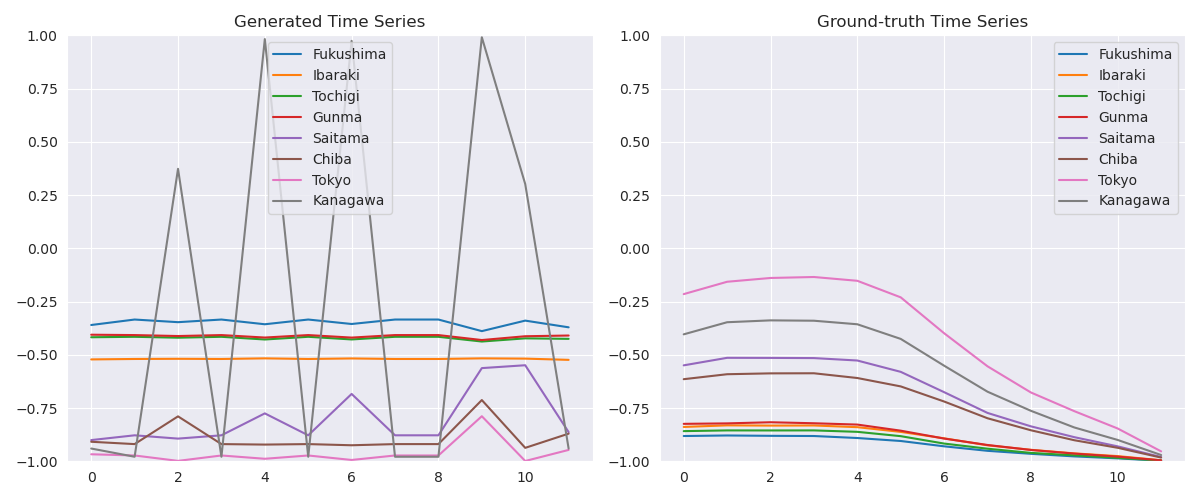 Generated Time Series
1.00
0.75
0.50
0.25
0.00
−0.25
−0.50
−0.75
−1.00
0 2 4 6 8 10
Fukushima
Ibaraki
Tochigi
Gunma
Saitama
Chiba
Tokyo
Kanagawa
Ground-truth Time Series
1.00
0.75
0.50
0.25
0.00
−0.25
−0.50
−0.75
−1.00
0 2 4 6 8 10
Fukushima
Ibaraki
Tochigi
Gunma
Saitama
Chiba
Tokyo
Kanagawa